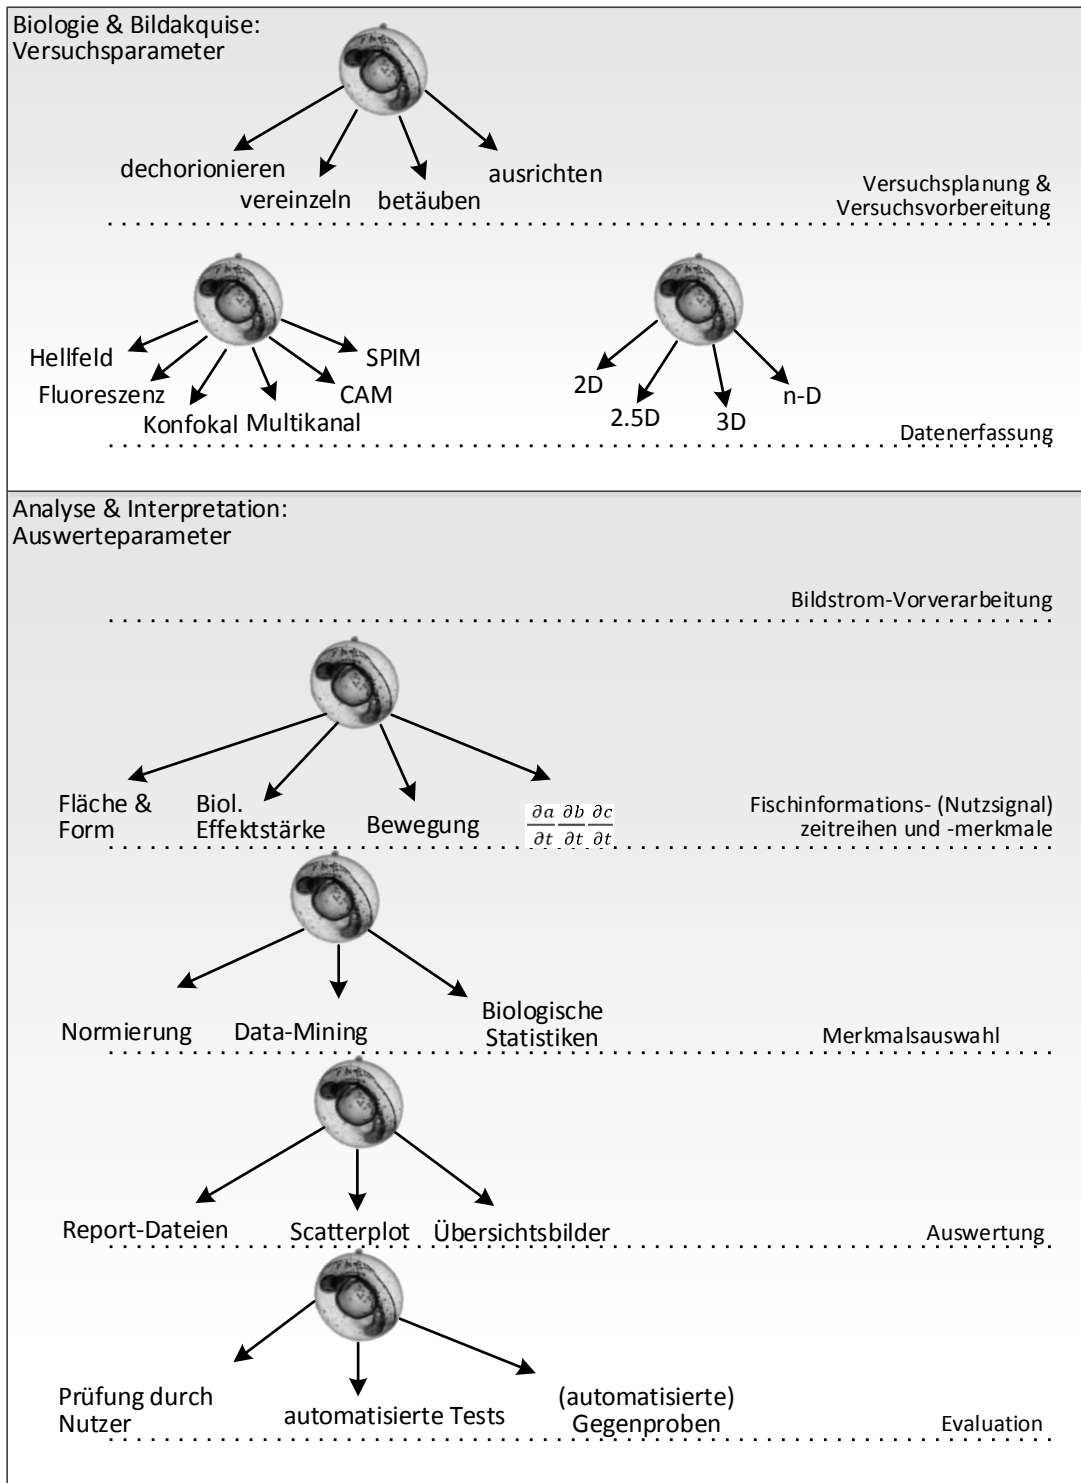 Biologie & Bildakquise:
Versuchsparameter
dechorionieren
vereinzeln
betäuben
ausrichten
Versuchsplanung &
Versuchsvorbereitung
Hellfeld
Fluoreszenz
Konfokal
Multikanal
CAM
SPIM
2D
2.5D
3D
n-D
Datenerfassung
Analyse & Interpretation:
Auswerteparameter
Bildstrom-Vorverarbeitung
Fläche &
Form
Biol.
Effektstärke
Bewegung
∂a/∂t ∂b/∂t ∂c/∂t
Fischinformations- (Nutzsignal)
zeitreihen und -merkmale
Normierung
Data-Mining
Biologische
Statistiken
Merkmalsauswahl
Report-Dateien
Scatterplot
Übersichtsbilder
Auswertung
Prüfung durch
Nutzer
automatisierte Tests
(automatisierte)
Gegenproben
Evaluation